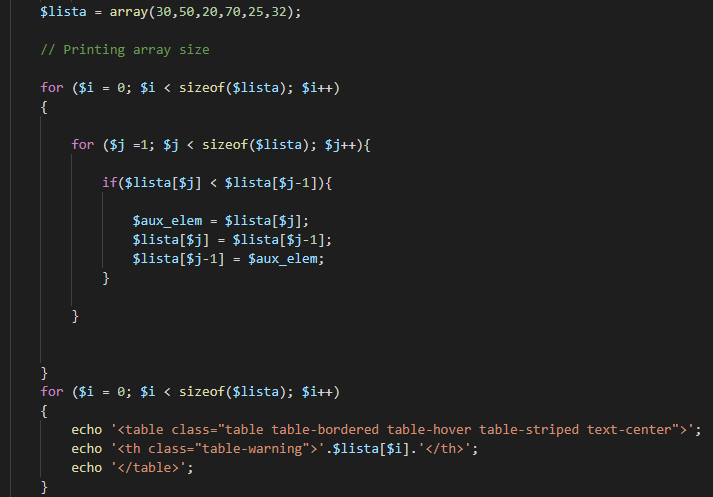 $lista = array(30,50,20,70,25,32);
// Printing array size
for ($i = 0; $i < sizeof($lista); $i++)
{
for ($j =1; $j < sizeof($lista); $j++){
if($lista[$j] < $lista[$j-1]){
$aux_elem = $lista[$j];
$lista[$j] = $lista[$j-1];
$lista[$j-1] = $aux_elem;
}
}
}
for ($i = 0; $i < sizeof($lista); $i++)
{
echo '<table class="table table-bordered table-hover table-striped text-center">';
echo '<th class="table-warning">'.$lista[$i].'</th>';
echo '</table>';
}